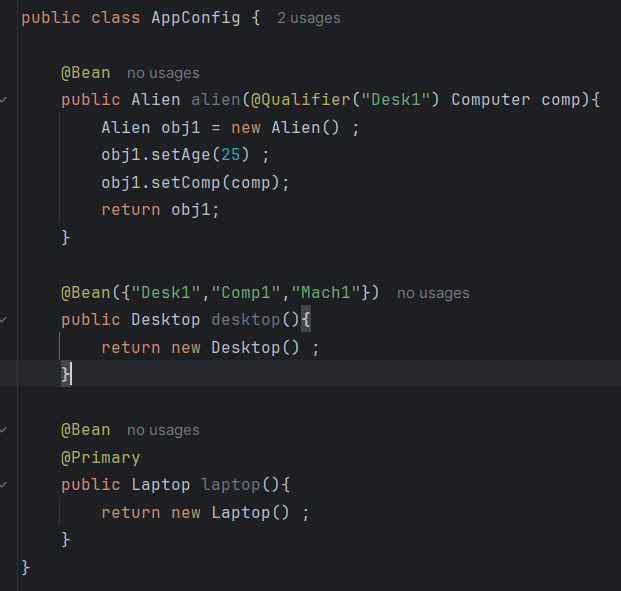 public class AppConfig {  2 usages
@Bean  no usages
public Alien alien(@Qualifier("Desk1") Computer comp){
Alien obj1 = new Alien() ;
obj1.setAge(25) ;
obj1.setComp(comp);
return obj1;
}
@Bean({"Desk1","Comp1","Mach1"})  no usages
public Desktop desktop(){
return new Desktop() ;
}
@Bean  no usages
@Primary
public Laptop laptop(){
return new Laptop() ;
}
}